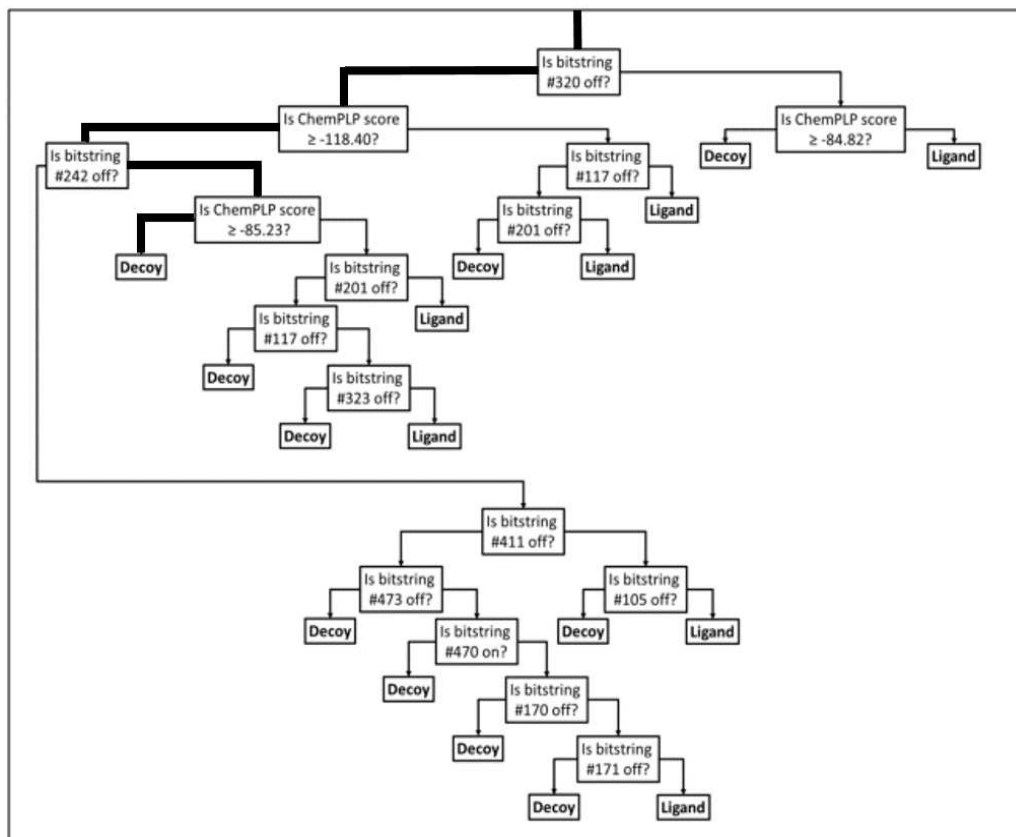 Is bitstring
#320 off?
Is ChemPLP score
≥ -118.40?
Is ChemPLP score
≥ -84.82?
Is bitstring
#242 off?
Is bitstring
#117 off?
Decoy
Ligand
Is ChemPLP score
≥ -85.23?
Is bitstring
#201 off?
Ligand
Decoy
Is bitstring
#201 off?
Decoy
Ligand
Is bitstring
#117 off?
Ligand
Decoy
Is bitstring
#323 off?
Decoy
Ligand
Is bitstring
#411 off?
Is bitstring
#473 off?
Is bitstring
#105 off?
Decoy
Is bitstring
#470 on?
Decoy
Ligand
Decoy
Is bitstring
#170 off?
Decoy
Is bitstring
#171 off?
Decoy
Ligand